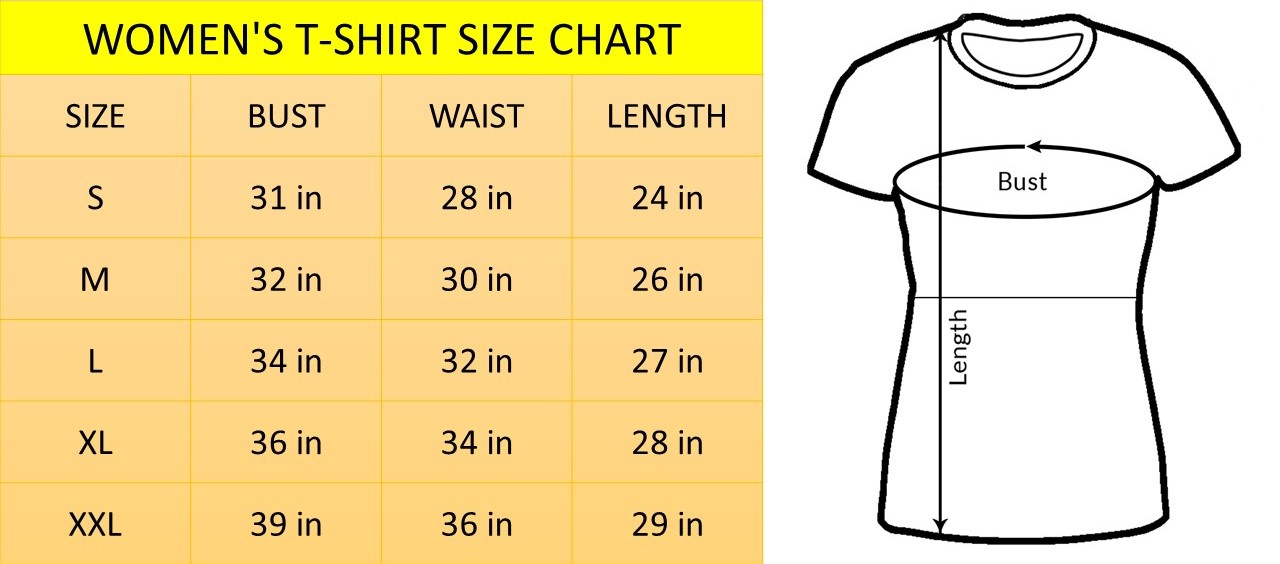 WOMEN'S T-SHIRT SIZE CHART
SIZE BUST WAIST LENGTH
S 31 in 28 in 24 in
M 32 in 30 in 26 in
L 34 in 32 in 27 in
XL 36 in 34 in 28 in
XXL 39 in 36 in 29 in
Bust
Length